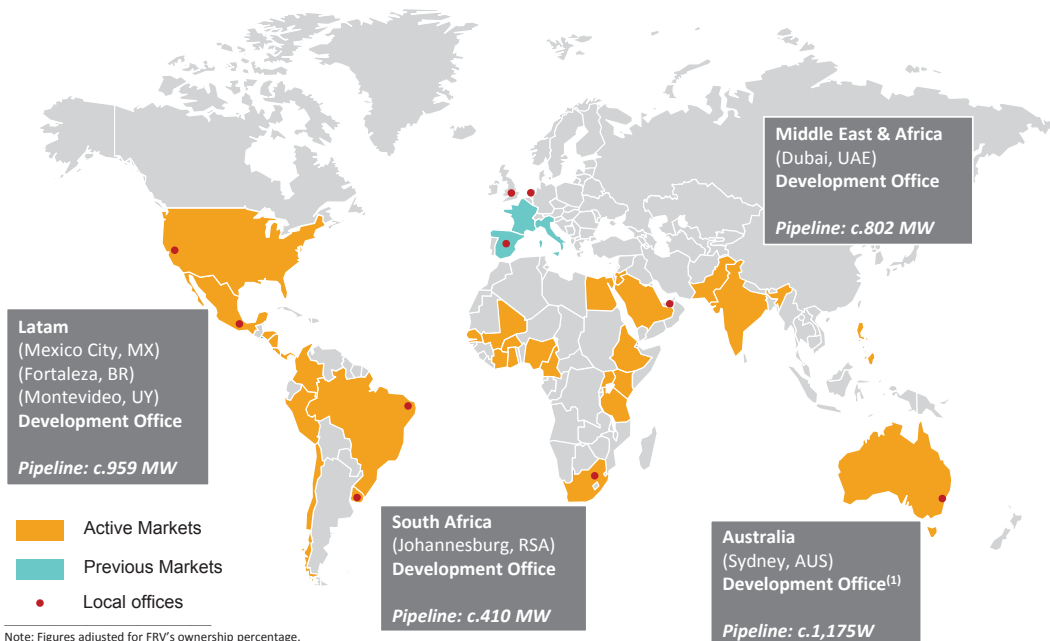 Middle East & Africa
(Dubai, UAE)
Development Office
Pipeline: c.802 MW
Latam
(Mexico City, MX)
(Fortaleza, BR)
(Montevideo, UY)
Development Office
Pipeline: c.959 MW
South Africa
(Johannesburg, RSA)
Development Office
Pipeline: c.410 MW
Australia
(Sydney, AUS)
Development Office(1)
Pipeline: c.1,175W
Active Markets
Previous Markets
Local offices
Note: Figures adjusted for FRV's ownership percentage.